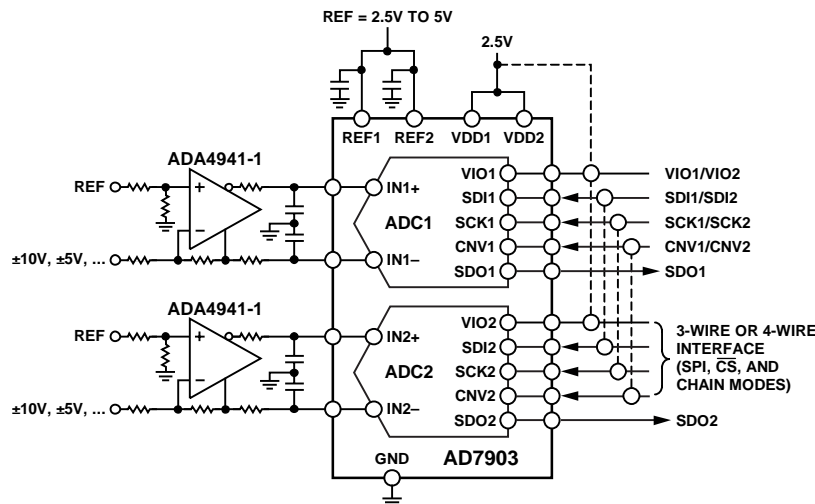 REF = 2.5V TO 5V
2.5V
REF1
REF2
VDD1
VDD2
ADA4941-1
REF
+
−
±10V, ±5V, ...
IN1+
IN1−
ADC1
VIO1
SDI1
SCK1
CNV1
SDO1
VIO1/VIO2
SDI1/SDI2
SCK1/SCK2
CNV1/CNV2
SDO1
ADA4941-1
REF
+
−
±10V, ±5V, ...
IN2+
IN2−
ADC2
VIO2
SDI2
SCK2
CNV2
SDO2
3-WIRE OR 4-WIRE
INTERFACE
(SPI, C̅S̅, AND
CHAIN MODES)
SDO2
GND
AD7903